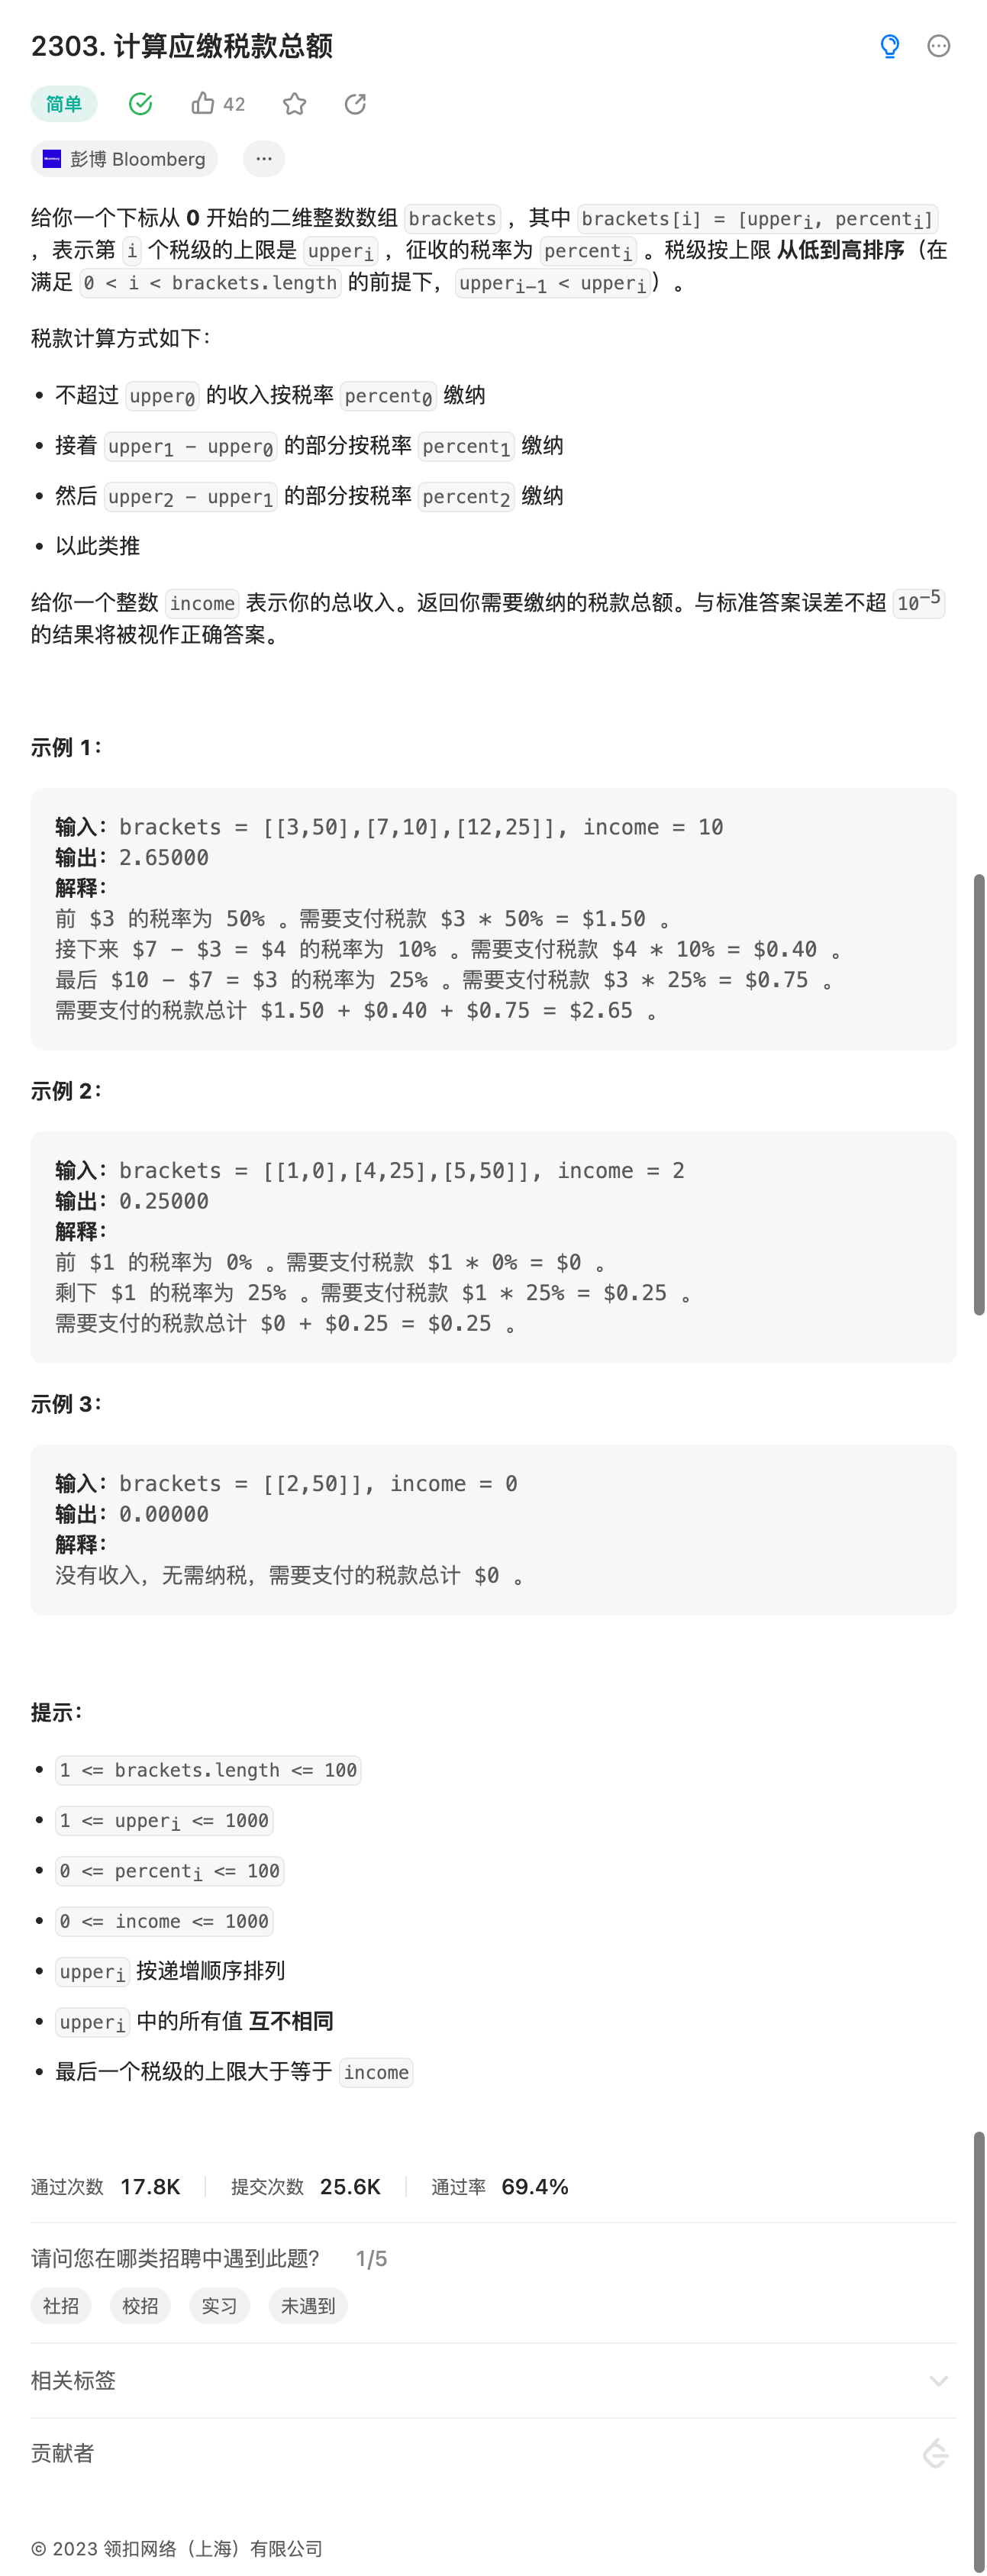 2303. 计算应缴税款总额
简单 42
彭博 Bloomberg ...
给你一个下标从 0 开始的二维整数数组 brackets ，其中 brackets[i] = [upperᵢ, percentᵢ]
，表示第 i 个税级的上限是 upperᵢ ，征收的税率为 percentᵢ 。税级按上限 从低到高排序（在
满足 0 < i < brackets.length 的前提下，upperᵢ₋₁ < upperᵢ）。
税款计算方式如下：
• 不超过 upper₀ 的收入按税率 percent₀ 缴纳
• 接着 upper₁ - upper₀ 的部分按税率 percent₁ 缴纳
• 然后 upper₂ - upper₁ 的部分按税率 percent₂ 缴纳
• 以此类推
给你一个整数 income 表示你的总收入。返回你需要缴纳的税款总额。与标准答案误差不超 10⁻⁵
的结果将被视作正确答案。
示例 1：
输入：brackets = [[3,50],[7,10],[12,25]], income = 10
输出：2.65000
解释：
前 $3 的税率为 50% 。需要支付税款 $3 * 50% = $1.50 。
接下来 $7 - $3 = $4 的税率为 10% 。需要支付税款 $4 * 10% = $0.40 。
最后 $10 - $7 = $3 的税率为 25% 。需要支付税款 $3 * 25% = $0.75 。
需要支付的税款总计 $1.50 + $0.40 + $0.75 = $2.65 。
示例 2：
输入：brackets = [[1,0],[4,25],[5,50]], income = 2
输出：0.25000
解释：
前 $1 的税率为 0% 。需要支付税款 $1 * 0% = $0 。
剩下 $1 的税率为 25% 。需要支付税款 $1 * 25% = $0.25 。
需要支付的税款总计 $0 + $0.25 = $0.25 。
示例 3：
输入：brackets = [[2,50]], income = 0
输出：0.00000
解释：
没有收入，无需纳税，需要支付的税款总计 $0 。
提示：
• 1 <= brackets.length <= 100
• 1 <= upperᵢ <= 1000
• 0 <= percentᵢ <= 100
• 0 <= income <= 1000
• upperᵢ 按递增顺序排列
• upperᵢ 中的所有值 互不相同
• 最后一个税级的上限大于等于 income
通过次数 17.8K 提交次数 25.6K 通过率 69.4%
请问您在哪类招聘中遇到此题? 1/5
社招 校招 实习 未遇到
相关标签
贡献者
© 2023 领扣网络（上海）有限公司